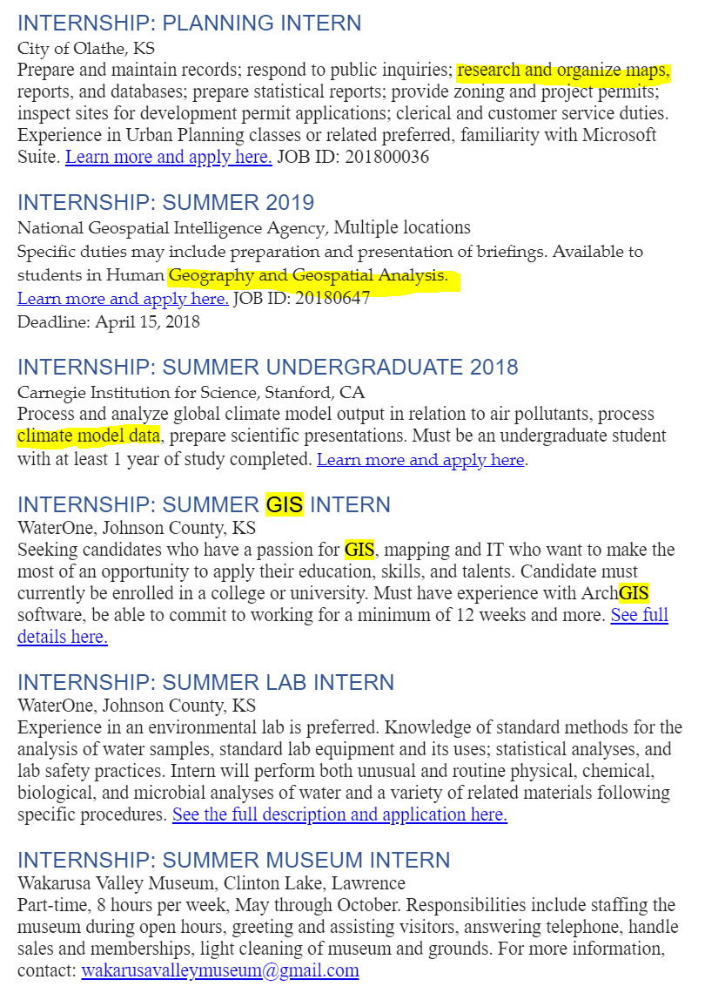 INTERNSHIP: PLANNING INTERN
City of Olathe, KS
Prepare and maintain records; respond to public inquiries; research and organize maps,
reports, and databases; prepare statistical reports; provide zoning and project permits;
inspect sites for development permit applications; clerical and customer service duties.
Experience in Urban Planning classes or related preferred, familiarity with Microsoft
Suite. Learn more and apply here. JOB ID: 201800036
INTERNSHIP: SUMMER 2019
National Geospatial Intelligence Agency, Multiple locations
Specific duties may include preparation and presentation of briefings. Available to
students in Human Geography and Geospatial Analysis.
Learn more and apply here. JOB ID: 20180647
Deadline: April 15, 2018
INTERNSHIP: SUMMER UNDERGRADUATE 2018
Carnegie Institution for Science, Stanford, CA
Process and analyze global climate model output in relation to air pollutants, process
climate model data, prepare scientific presentations. Must be an undergraduate student
with at least 1 year of study completed. Learn more and apply here.
INTERNSHIP: SUMMER GIS INTERN
WaterOne, Johnson County, KS
Seeking candidates who have a passion for GIS, mapping and IT who want to make the
most of an opportunity to apply their education, skills, and talents. Candidate must
currently be enrolled in a college or university. Must have experience with ArchGIS
software, be able to commit to working for a minimum of 12 weeks and more. See full
details here.
INTERNSHIP: SUMMER LAB INTERN
WaterOne, Johnson County, KS
Experience in an environmental lab is preferred. Knowledge of standard methods for the
analysis of water samples, standard lab equipment and its uses; statistical analyses, and
lab safety practices. Intern will perform both unusual and routine physical, chemical,
biological, and microbial analyses of water and a variety of related materials following
specific procedures. See the full description and application here.
INTERNSHIP: SUMMER MUSEUM INTERN
Wakarusa Valley Museum, Clinton Lake, Lawrence
Part-time, 8 hours per week, May through October. Responsibilities include staffing the
museum during open hours, greeting and assisting visitors, answering telephone, handle
sales and memberships, light cleaning of museum and grounds. For more information,
contact: wakarusavalleymuseum@gmail.com